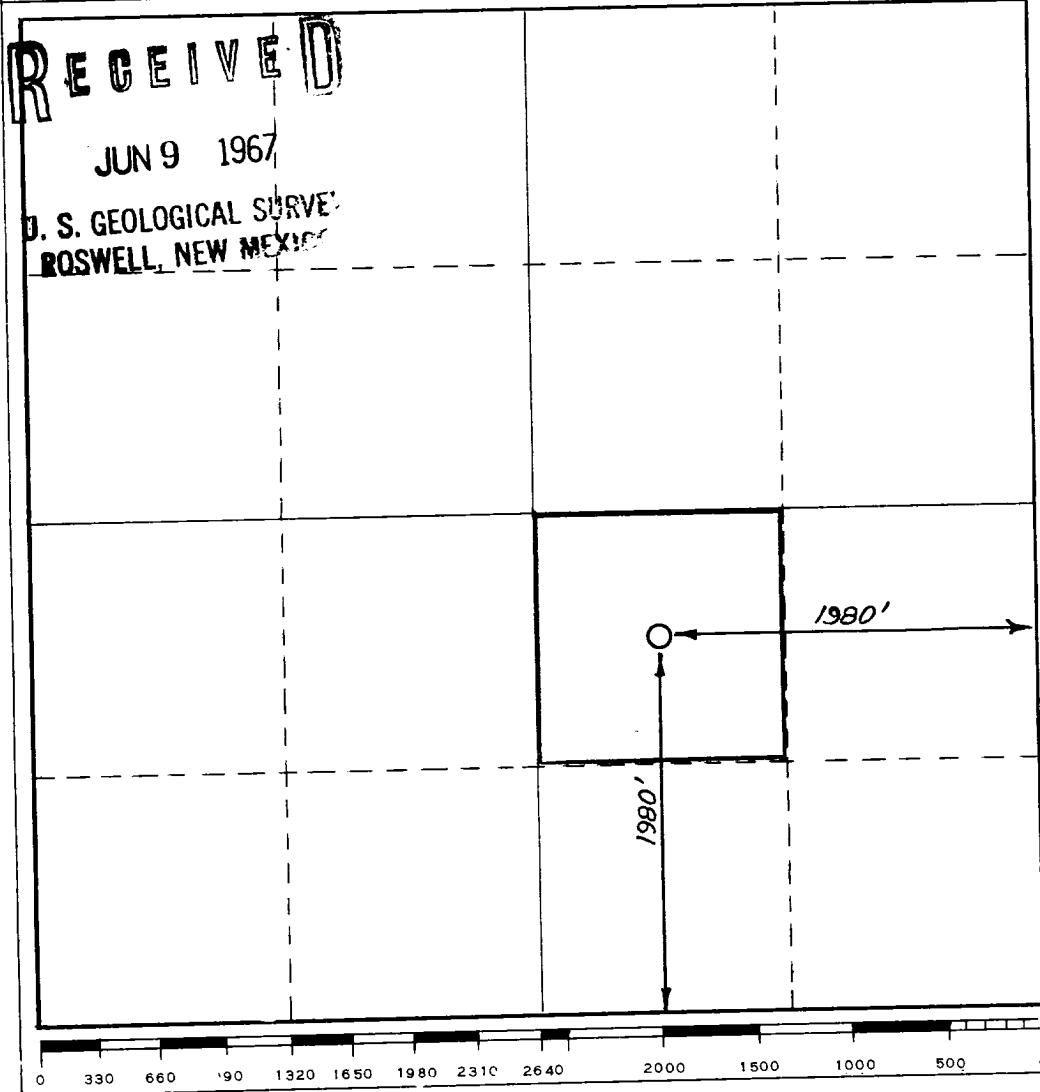 RECEIVED
JUN 9 1967
U. S. GEOLOGICAL SURVEY
ROSWELL, NEW MEXICO
1980'
1980'
0 330 660 '90 1320 1650 1980 2310 2640 2000 1500 1000 500